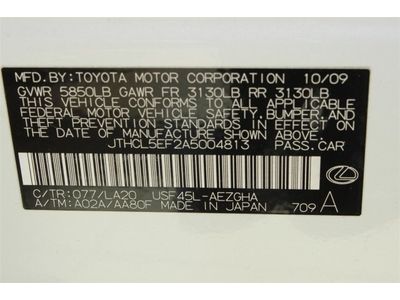 MFD.BY:TOYOTA MOTOR CORPORATION 10/09
GVWR 5850LB GAWR FR 3130LB RR 3130LB
THIS VEHICLE CONFORMS TO ALL APPLICABLE
FEDERAL MOTOR VEHICLE SAFETY, BUMPER, AND
THEFT PREVENTION STANDARDS IN EFFECT ON
THE DATE OF MANUFACTURE SHOWN ABOVE.
JTHCL5EF2A5004813 PASS.CAR
C/TR:077/LA20 USF45L-AEZGHA
A/TM:A02A/AA80F MADE IN JAPAN 709 A